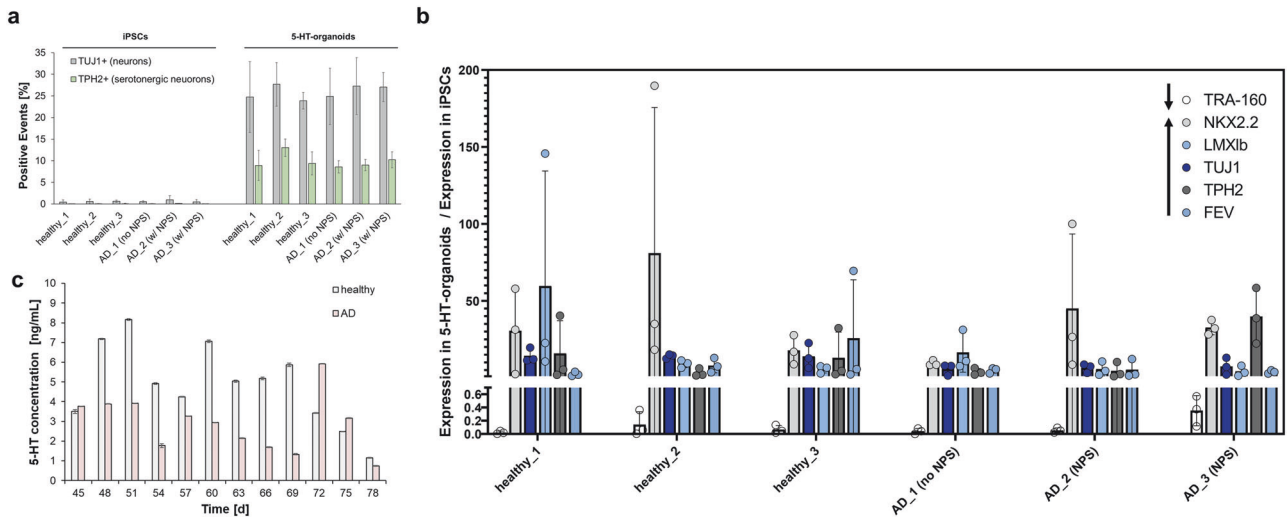 a
iPSCs
5-HT-organoids
TUJ1+ (neurons)
TPH2+ (serotonergic neuorons)
Positive Events [%]
35
30
25
20
15
10
5
0
healthy_1
healthy_2
healthy_3
AD_1 (no NPS)
AD_2 (w/ NPS)
AD_3 (w/ NPS)
healthy_1
healthy_2
healthy_3
AD_1 (no NPS)
AD_2 (w/ NPS)
AD_3 (w/ NPS)
b
Expression in 5-HT-organoids / Expression in iPSCs
200
150
100
50
0.6
0.4
0.2
0.0
TRA-160
NKX2.2
LMXIb
TUJ1
TPH2
FEV
healthy_1
healthy_2
healthy_3
AD_1 (no NPS)
AD_2 (NPS)
AD_3 (NPS)
c
5-HT concentration [ng/mL]
10
9
8
7
6
5
4
3
2
1
0
healthy
AD
45 48 51 54 57 60 63 66 69 72 75 78
Time [d]